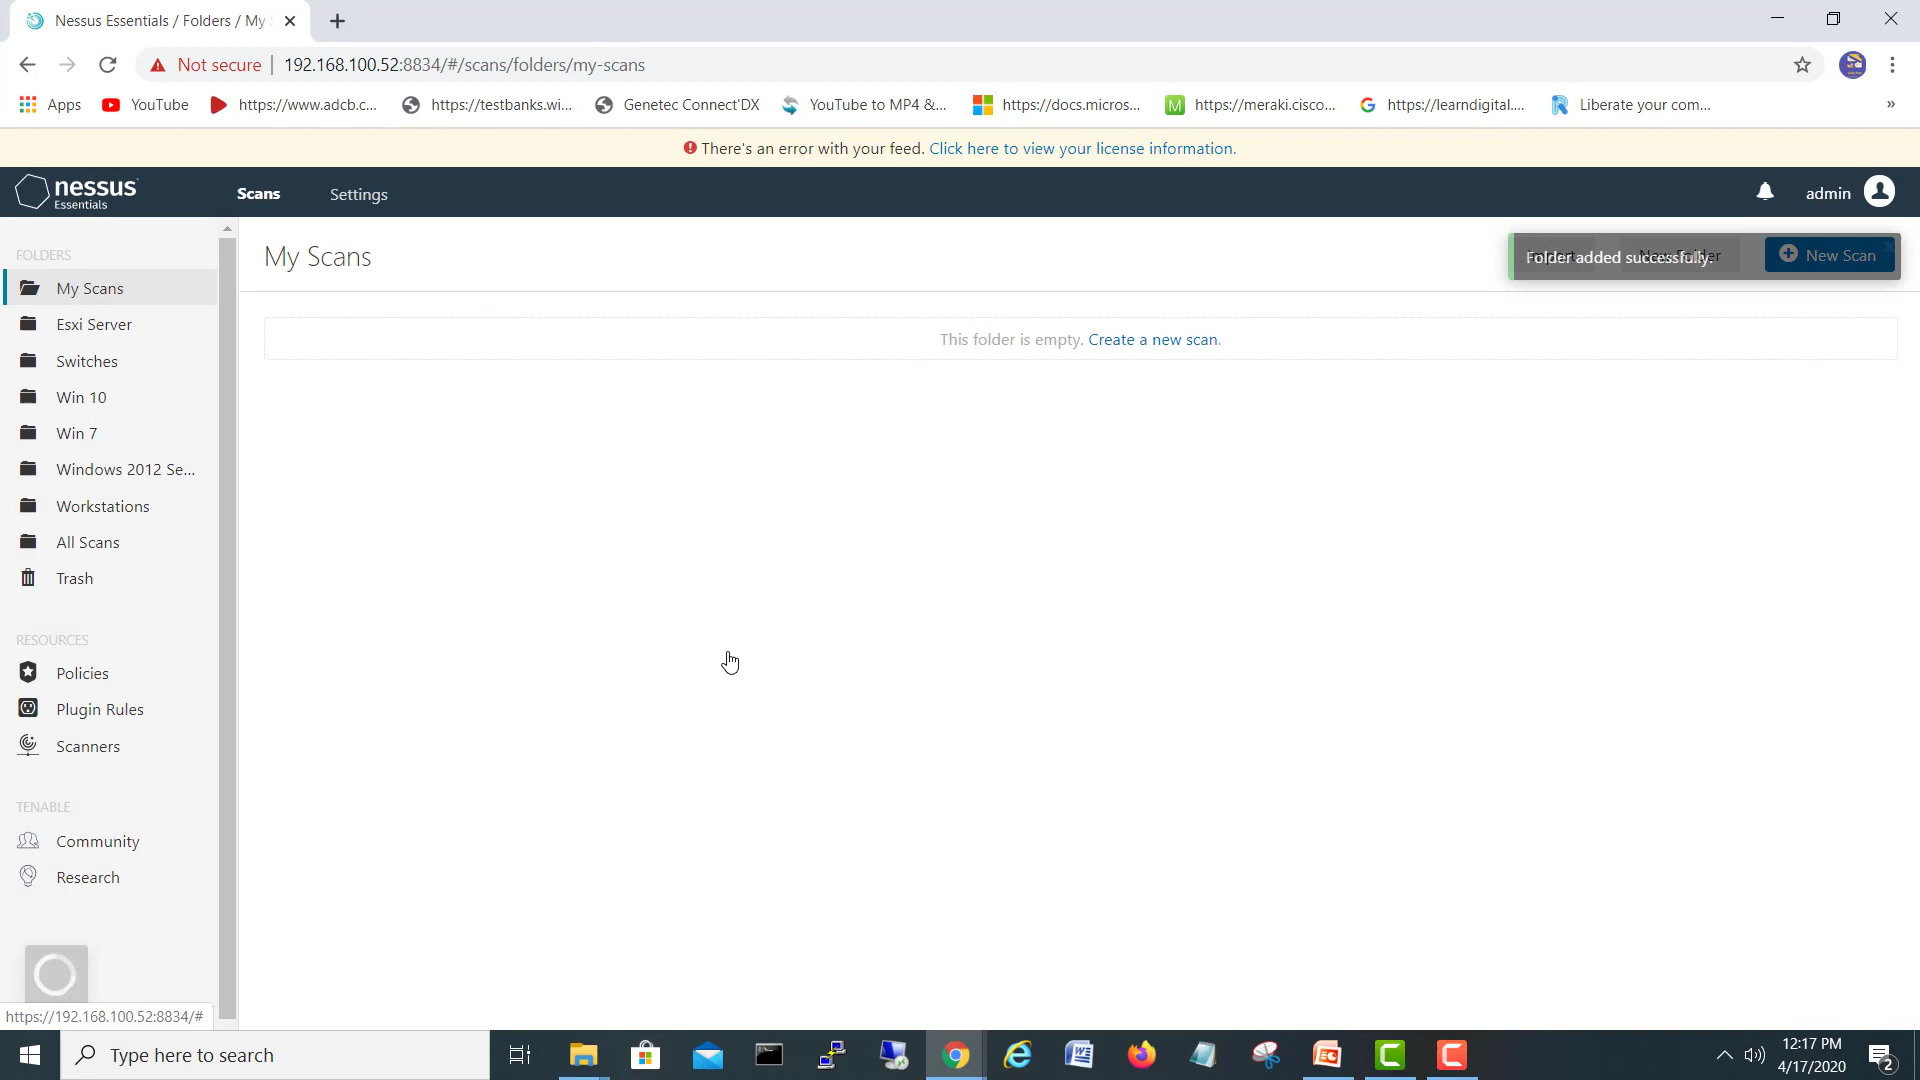 Nessus Essentials / Folders / My
Not secure | 192.168.100.52:8834/#/scans/folders/my-scans
Apps YouTube https://www.adcb.c... https://testbanks.wi... Genetec Connect'DX YouTube to MP4 &... https://docs.micros... https://meraki.cisco... https://learndigital.... Liberate your com... »
There's an error with your feed. Click here to view your license information.
nessus
Essentials
Scans Settings admin
FOLDERS
My Scans
Esxi Server
Switches
Win 10
Win 7
Windows 2012 Se...
Workstations
All Scans
Trash
RESOURCES
Policies
Plugin Rules
Scanners
TENABLE
Community
Research
My Scans
Folder added successfully.
New Folder
New Scan
This folder is empty. Create a new scan.
https://192.168.100.52:8834/#
Type here to search
12:17 PM
4/17/2020
2